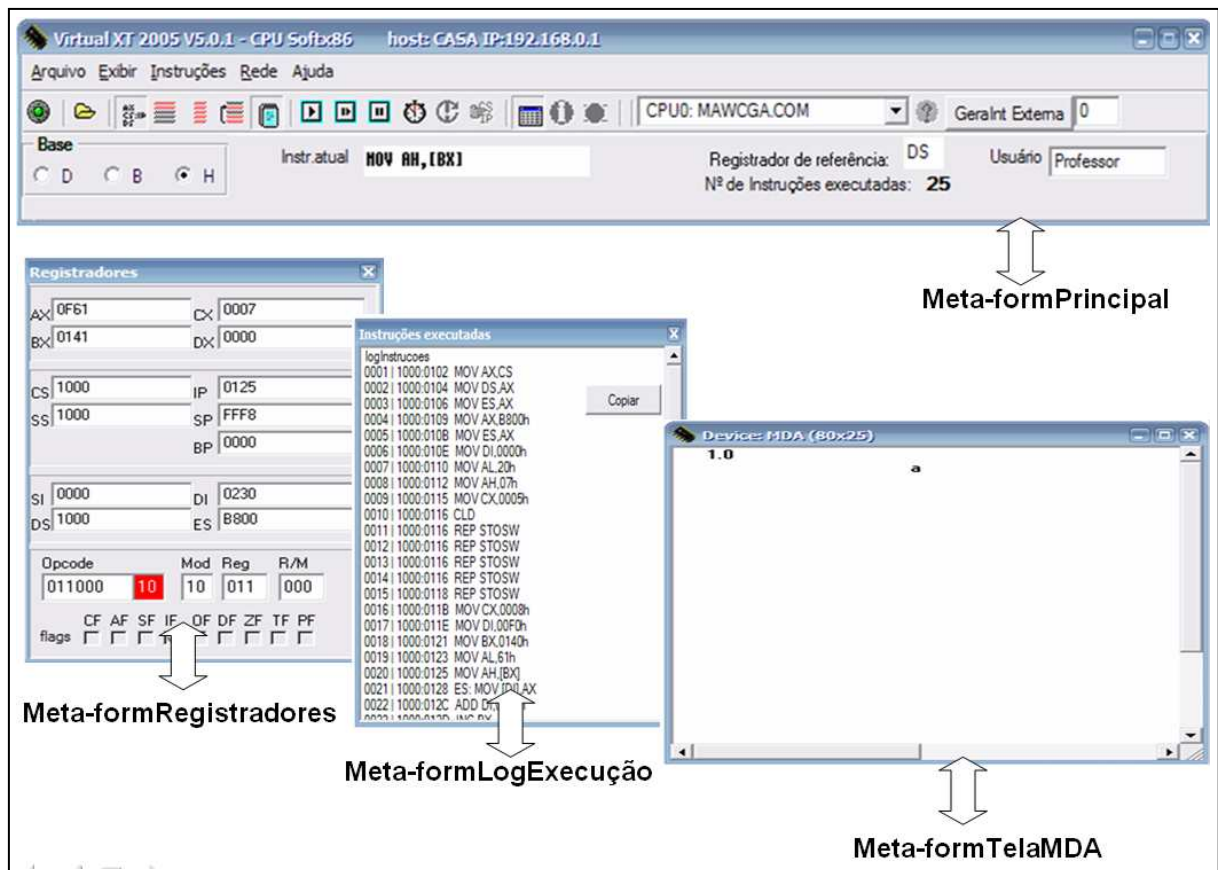 Virtual XT 2005 V5.0.1 - CPU Softx86 host: CASA IP:192.168.0.1
Arquivo Exibir Instruções Rede Ajuda
CPU0: MAWCGA.COM GeraInt Externa 0
Base
D B H
Instr.atual MOV AH,[BX]
Registrador de referência: DS
Nº de Instruções executadas: 25
Usuário Professor
Meta-formPrincipal
Registradores
AX 0F61 CX 0007
BX 0141 DX 0000
CS 1000 IP 0125
SS 1000 SP FFF8
BP 0000
SI 0000 DI 0230
DS 1000 ES B800
Opcode Mod Reg R/M
011000 10 10 011 000
CF AF SF IF OF DF ZF TF PF
flags
Meta-formRegistradores
Instruções executadas
logInstrucoes
0001 | 1000:0102 MOV AX,CS
0002 | 1000:0104 MOV DS,AX
0003 | 1000:0106 MOV ES,AX
0004 | 1000:0109 MOV AX,B800h
0005 | 1000:010B MOV ES,AX
0006 | 1000:010E MOV DI,0000h
0007 | 1000:0110 MOV AL,20h
0008 | 1000:0112 MOV AH,07h
0009 | 1000:0115 MOV CX,0005h
0010 | 1000:0116 CLD
0011 | 1000:0116 REP STOSW
0012 | 1000:0116 REP STOSW
0013 | 1000:0116 REP STOSW
0014 | 1000:0116 REP STOSW
0015 | 1000:0118 REP STOSW
0016 | 1000:011B MOV CX,0008h
0017 | 1000:011E MOV DI,00F0h
0018 | 1000:0121 MOV BX,0140h
0019 | 1000:0123 MOV AL,61h
0020 | 1000:0125 MOV AH,[BX]
0021 | 1000:0128 ES: MOV [DI],AX
0022 | 1000:012C ADD
0023 | 1000:012D INC BX
Copiar
Meta-formLogExecução
Device: MDA (80x25)
1.0
a
Meta-formTelaMDA